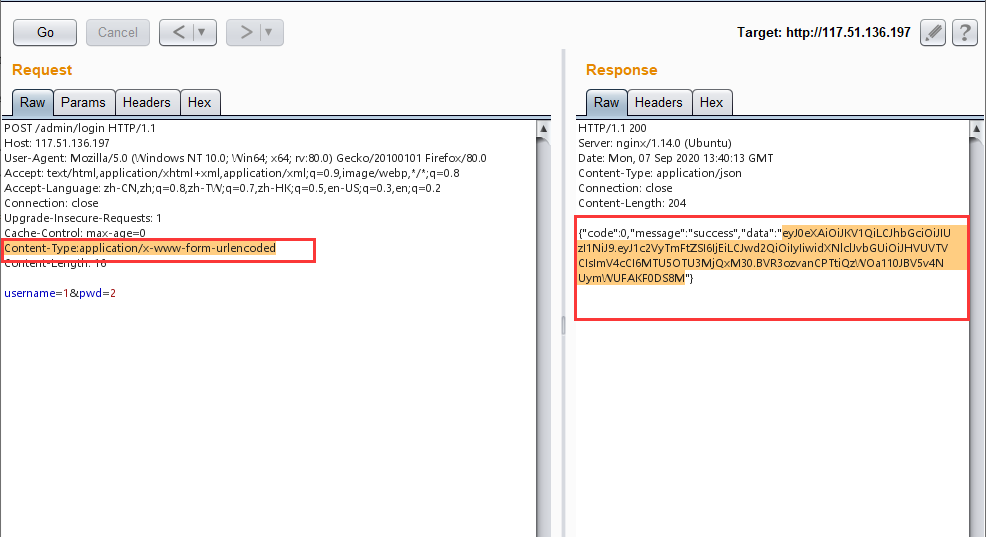 Go
Cancel
<
>
Target: http://117.51.136.197
?
Request
Raw
Params
Headers
Hex
POST /admin/login HTTP/1.1
Host: 117.51.136.197
User-Agent: Mozilla/5.0 (Windows NT 10.0; Win64; x64; rv:80.0) Gecko/20100101 Firefox/80.0
Accept: text/html,application/xhtml+xml,application/xml;q=0.9,image/webp,*/*;q=0.8
Accept-Language: zh-CN,zh;q=0.8,zh-TW;q=0.7,zh-HK;q=0.5,en-US;q=0.3,en;q=0.2
Connection: close
Upgrade-Insecure-Requests: 1
Cache-Control: max-age=0
Content-Type:application/x-www-form-urlencoded
Content-Length: 16
username=1&pwd=2
Response
Raw
Headers
Hex
HTTP/1.1 200
Server: nginx/1.14.0 (Ubuntu)
Date: Mon, 07 Sep 2020 13:40:13 GMT
Content-Type: application/json
Connection: close
Content-Length: 204
{"code":0,"message":"success","data":"eyJ0eXAiOiJKV1QiLCJhbGciOiJIU
zI1NiJ9.eyJ1c2VyTmFtZSI6IjEiLCJwd2QiOiIyIiwidXNlclJvbGUiOiJHVUVTV
CIsImV4cCI6MTU5OTU3MjQxM30.BVR3ozvanCPTtiQzWOa110JBV5v4N
UymWUFAKF0DS8M"}